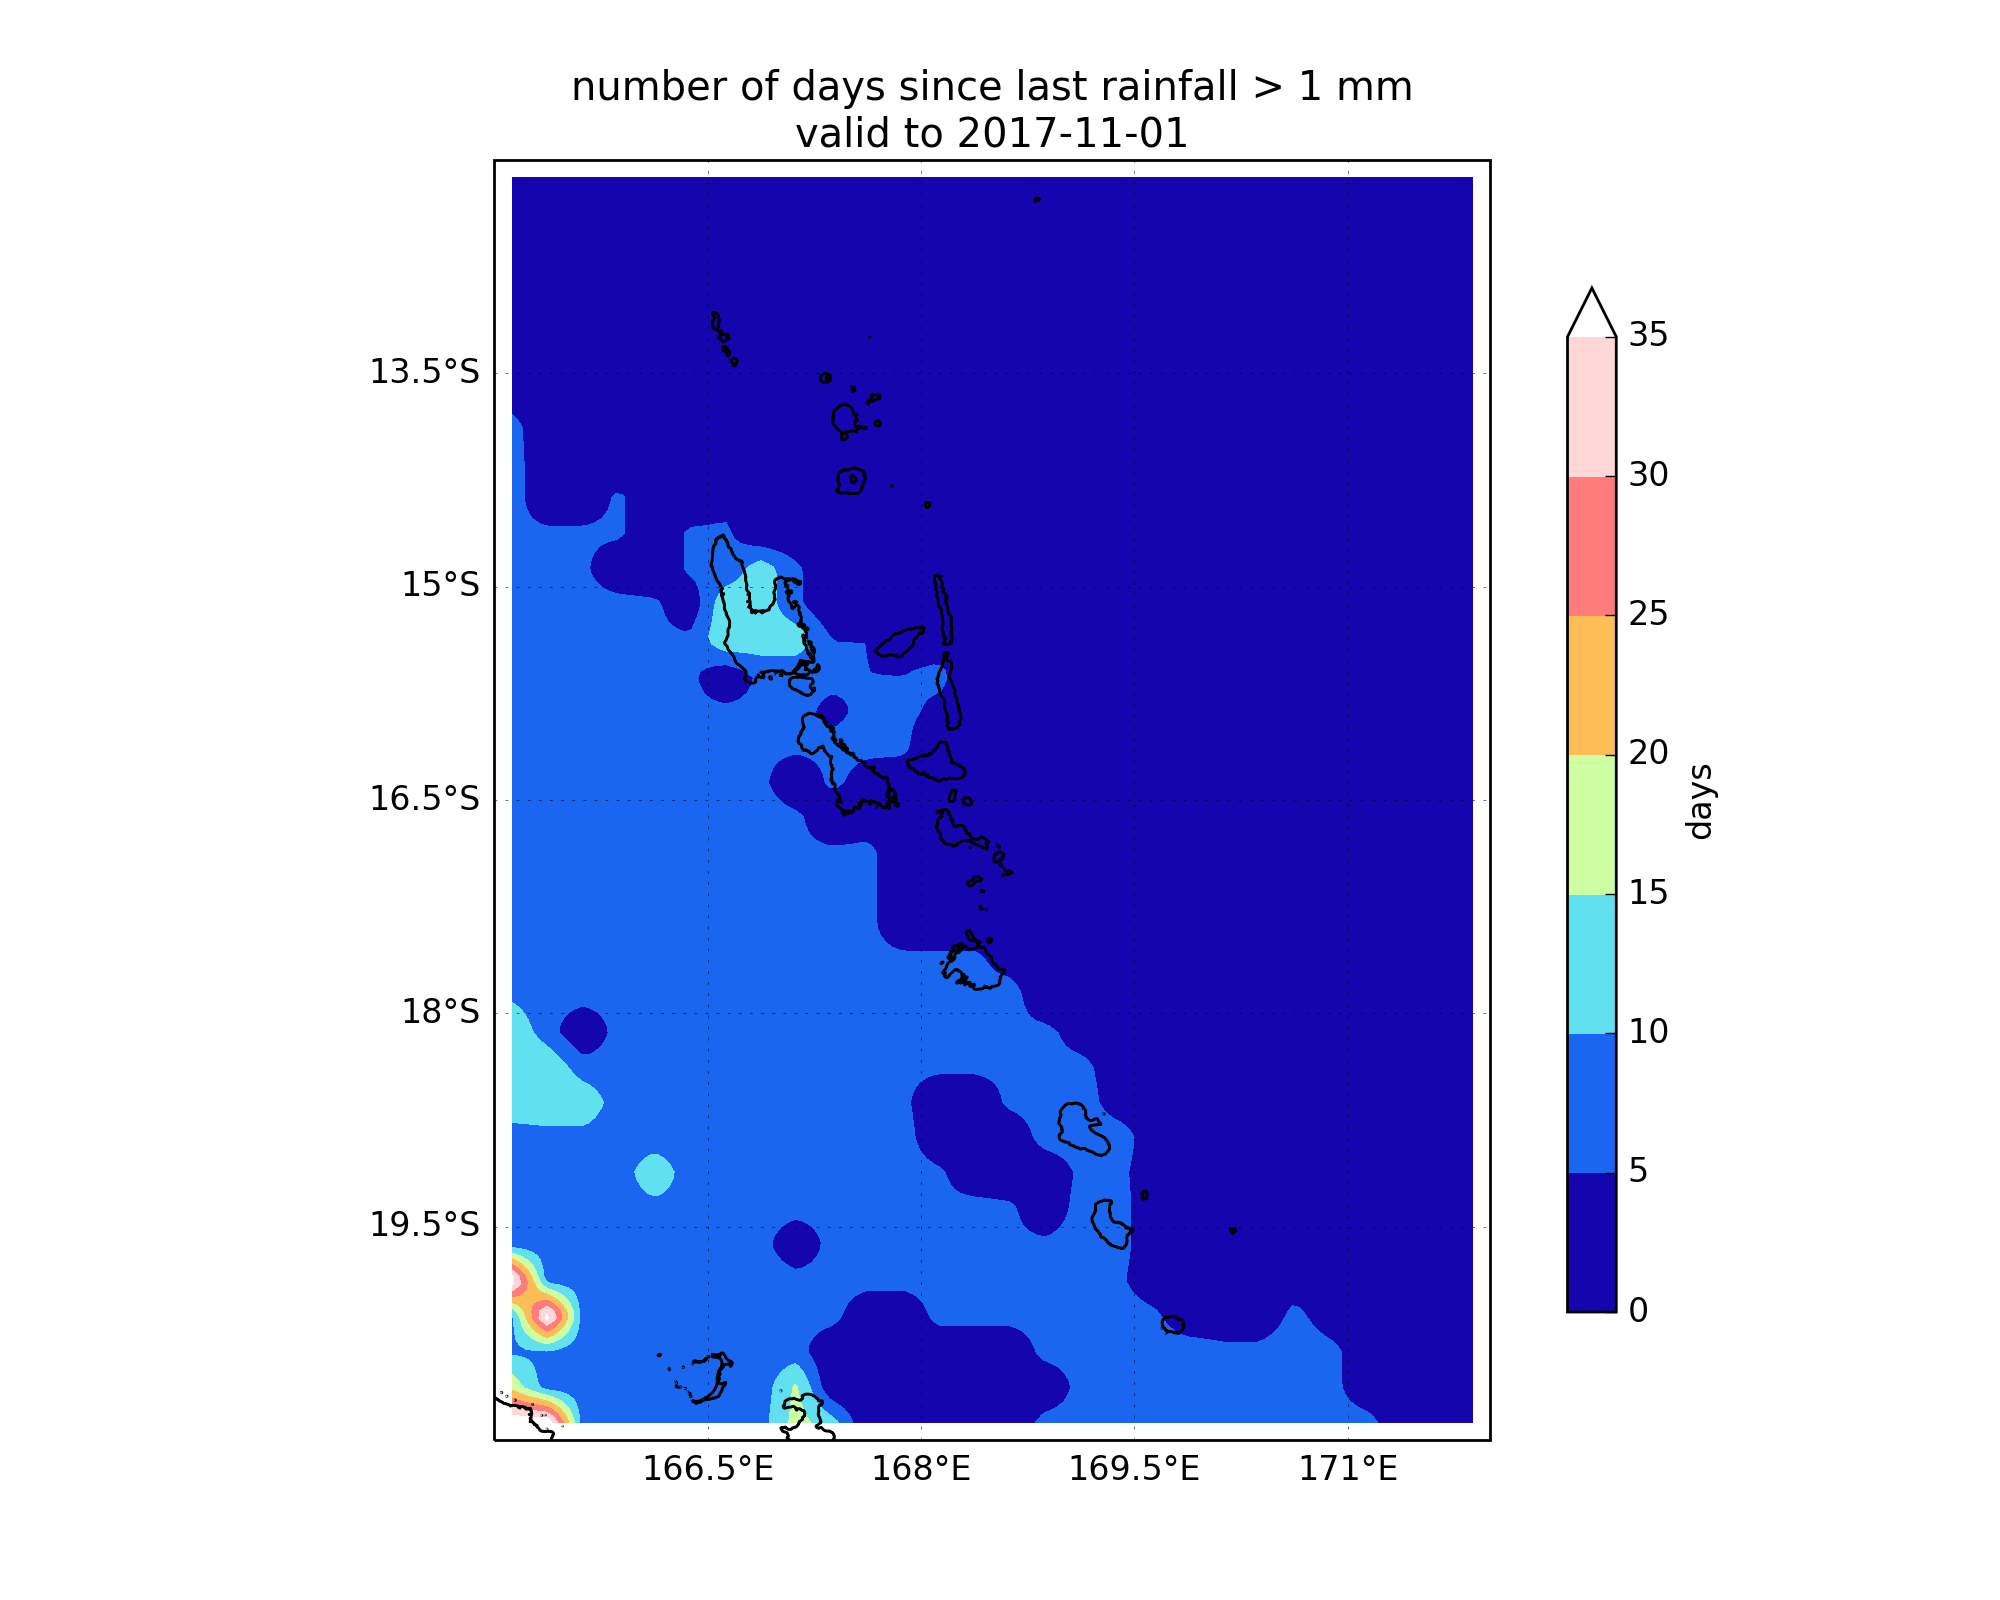 number of days since last rainfall > 1 mm
valid to 2017-11-01
13.5°S
15°S
16.5°S
18°S
19.5°S
166.5°E
168°E
169.5°E
171°E
35
30
25
20
15
10
5
0
days